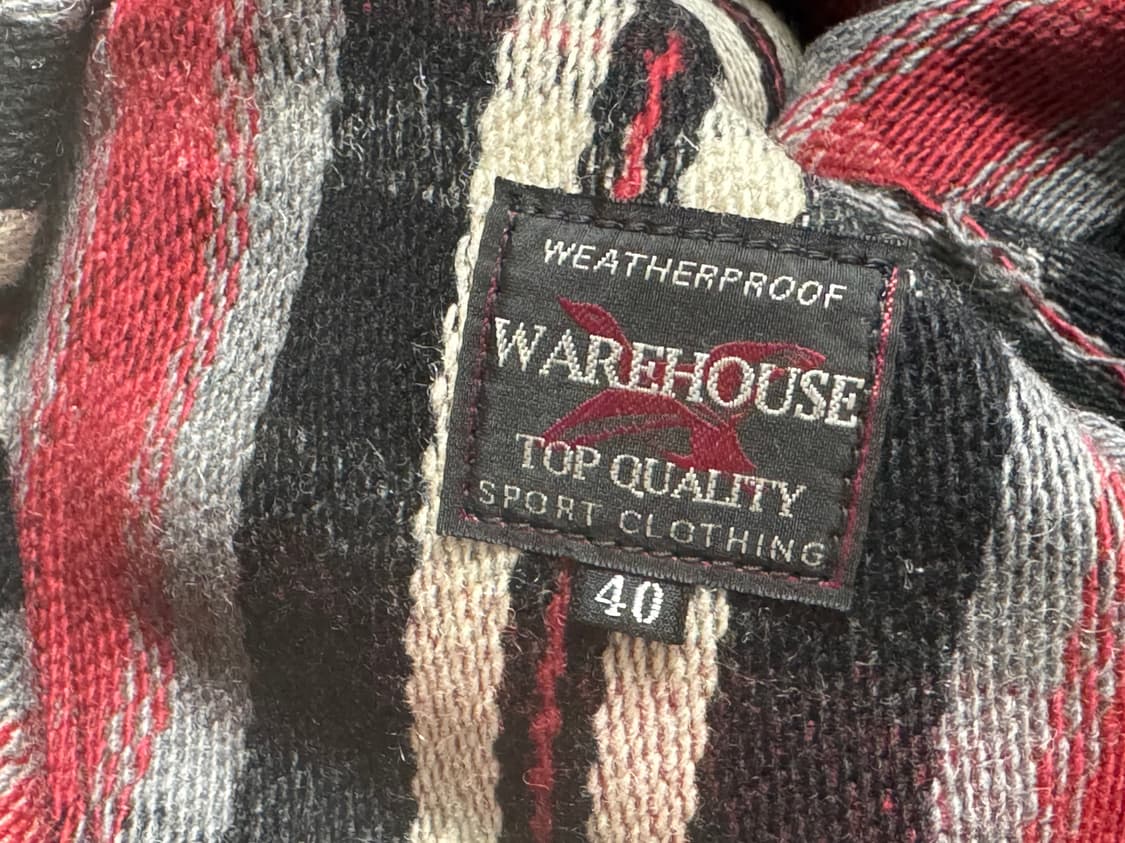 WEATHERPROOF
WAREHOUSE
TOP QUALITY
SPORT CLOTHING
40